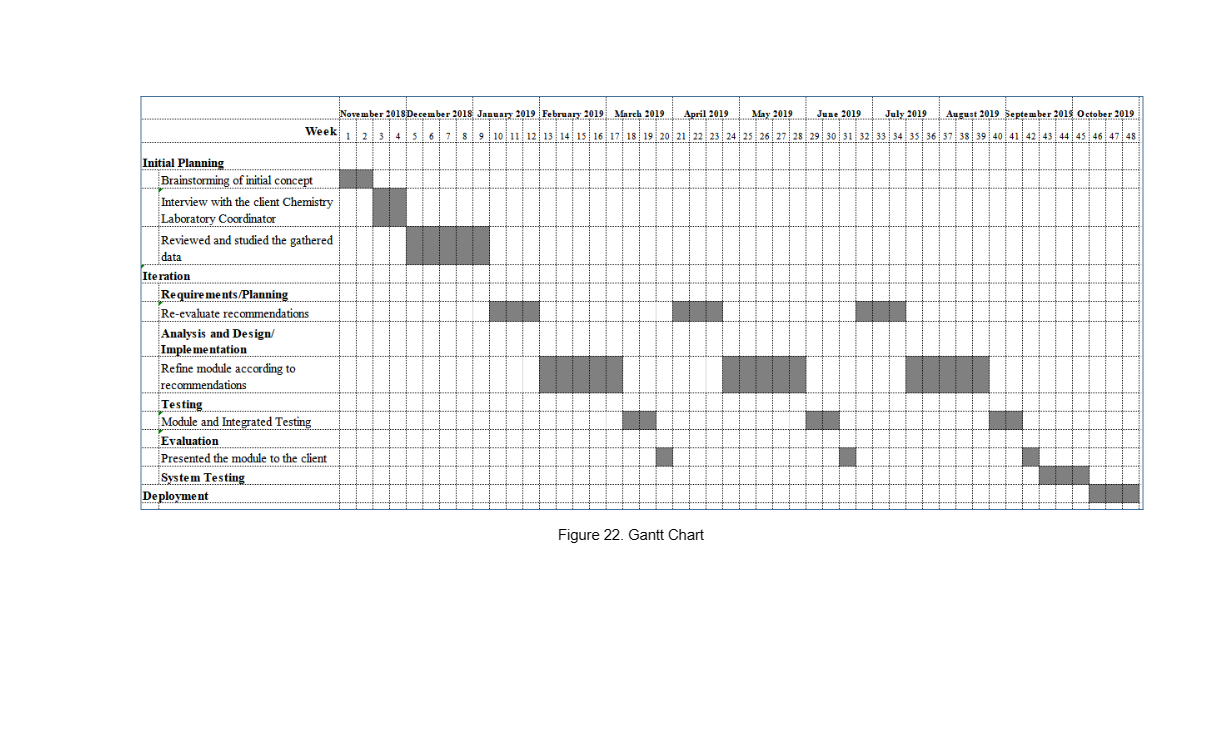 November 2018 December 2018 January 2019 February 2019 March 2019 April 2019 May 2019 June 2019 July 2019 August 2019 September 2019 October 2019
Week 1 2 3 4 5 6 7 8 9 10 11 12 13 14 15 16 17 18 19 20 21 22 23 24 25 26 27 28 29 30 31 32 33 34 35 36 37 38 39 40 41 42 43 44 45 46 47 48
Initial Planning
Brainstorming of initial concept
Interview with the client Chemistry
Laboratory Coordinator
Reviewed and studied the gathered
data
Iteration
Requirements/Planning
Re-evaluate recommendations
Analysis and Design/
Implementation
Refine module according to
recommendations
Testing
Module and Integrated Testing
Evaluation
Presented the module to the client
System Testing
Deployment
Figure 22. Gantt Chart